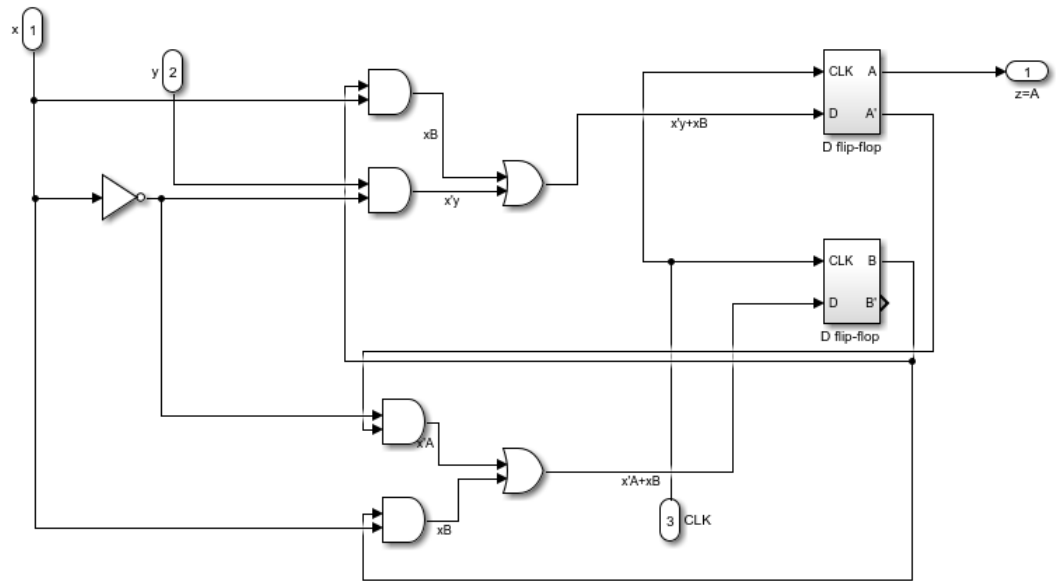 x 1
y 2
CLK A
D A'
D flip-flop
1
z=A
xB
x'y+xB
x'y
CLK B
D B'
D flip-flop
x'A
x'A+xB
xB
3 CLK